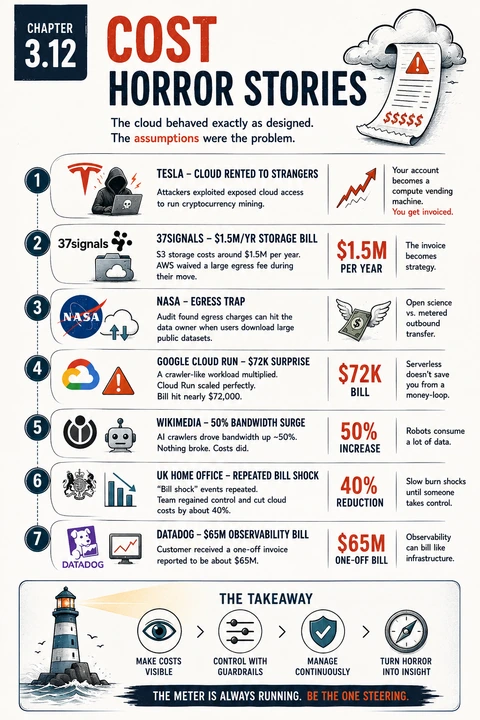 CHAPTER
3.12
COST
HORROR STORIES
The cloud behaved exactly as designed.
The assumptions were the problem.
$$$$$
1
TESLA – CLOUD RENTED TO STRANGERS
Attackers exploited exposed cloud access
to run cryptocurrency mining.
Your account
becomes a
compute vending
machine.
You get invoiced.
2
37signals
37SIGNALS – $1.5M/YR STORAGE BILL
S3 storage costs around $1.5M per year.
AWS waived a large egress fee during
their move.
$1.5M
PER YEAR
The invoice
becomes
strategy.
3
NASA
NASA – EGRESS TRAP
Audit found egress charges can hit the
data owner when users download large
public datasets.
$
Open science
vs. metered
outbound
transfer.
4
GOOGLE CLOUD RUN – $72K SURPRISE
A crawler-like workload multiplied.
Cloud Run scaled perfectly.
Bill hit nearly $72,000.
$72K
BILL
Serverless
doesn't save
you from a
money-loop.
5
WIKIMEDIA – 50% BANDWIDTH SURGE
AI crawlers drove bandwidth up ~50%.
Nothing broke. Costs did.
50%
INCREASE
Robots consume
a lot of data.
6
UK HOME OFFICE – REPEATED BILL SHOCK
"Bill shock" events repeated.
Team regained control and cut cloud
costs by about 40%.
40%
REDUCTION
Slow burn shocks
until someone
takes control.
7
DATADOG
DATADOG – $65M OBSERVABILITY BILL
Customer received a one-off invoice
reported to be about $65M.
$65M
ONE-OFF BILL
Observability
can bill like
infrastructure.
THE TAKEAWAY
MAKE COSTS
VISIBLE
CONTROL WITH
GUARDRAILS
MANAGE
CONTINUOUSLY
TURN HORROR
INTO INSIGHT
THE METER IS ALWAYS RUNNING. BE THE ONE STEERING.